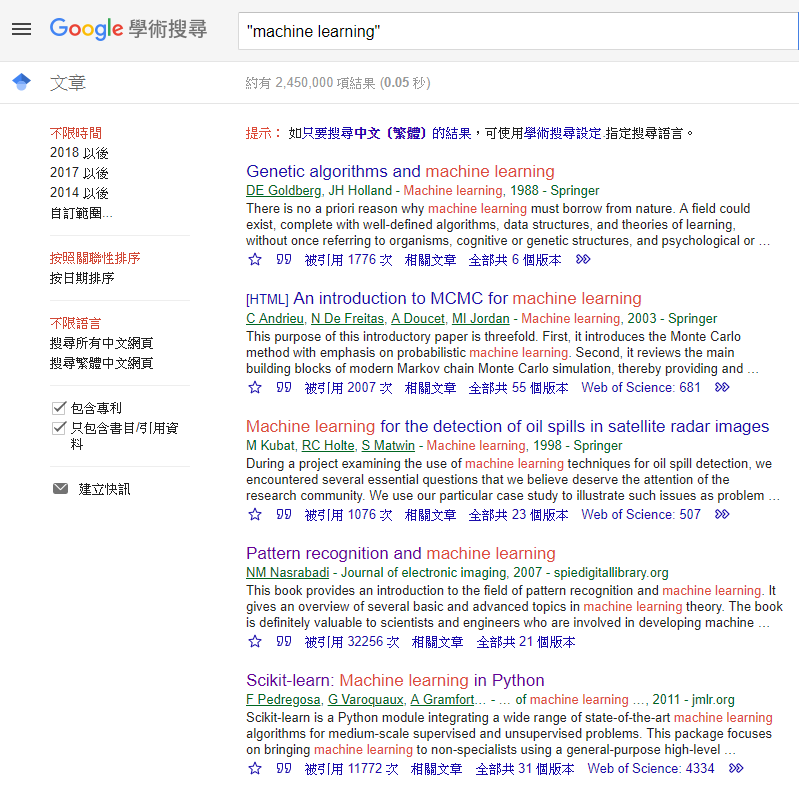 Google 學術搜尋
"machine learning"
文章
約有 2,450,000 項結果 (0.05 秒)
不限時間
2018 以後
2017 以後
2014 以後
自訂範圍...
按照關聯性排序
按日期排序
不限語言
搜尋所有中文網頁
搜尋繁體中文網頁
包含專利
只包含書目/引用資
料
建立快訊
提示： 如只要搜尋中文〔繁體〕的結果，可使用學術搜尋設定.指定搜尋語言。
Genetic algorithms and machine learning
DE Goldberg, JH Holland - Machine learning, 1988 - Springer
There is no a priori reason why machine learning must borrow from nature. A field could
exist, complete with well-defined algorithms, data structures, and theories of learning,
without once referring to organisms, cognitive or genetic structures, and psychological or ...
被引用 1776 次 相關文章 全部共 6 個版本
[HTML] An introduction to MCMC for machine learning
C Andrieu, N De Freitas, A Doucet, MI Jordan - Machine learning, 2003 - Springer
This purpose of this introductory paper is threefold. First, it introduces the Monte Carlo
method with emphasis on probabilistic machine learning. Second, it reviews the main
building blocks of modern Markov chain Monte Carlo simulation, thereby providing and ...
被引用 2007 次 相關文章 全部共 55 個版本 Web of Science: 681
Machine learning for the detection of oil spills in satellite radar images
M Kubat, RC Holte, S Matwin - Machine learning, 1998 - Springer
During a project examining the use of machine learning techniques for oil spill detection, we
encountered several essential questions that we believe deserve the attention of the
research community. We use our particular case study to illustrate such issues as problem ...
被引用 1076 次 相關文章 全部共 23 個版本 Web of Science: 507
Pattern recognition and machine learning
NM Nasrabadi - Journal of electronic imaging, 2007 - spiedigitallibrary.org
This book provides an introduction to the field of pattern recognition and machine learning. It
gives an overview of several basic and advanced topics in machine learning theory. The book
is definitely valuable to scientists and engineers who are involved in developing machine ...
被引用 32256 次 相關文章 全部共 21 個版本
Scikit-learn: Machine learning in Python
F Pedregosa, G Varoquaux, A Gramfort... - ... of machine learning ..., 2011 - jmlr.org
Scikit-learn is a Python module integrating a wide range of state-of-the-art machine learning
algorithms for medium-scale supervised and unsupervised problems. This package focuses
on bringing machine learning to non-specialists using a general-purpose high-level ...
被引用 11772 次 相關文章 全部共 31 個版本 Web of Science: 4334